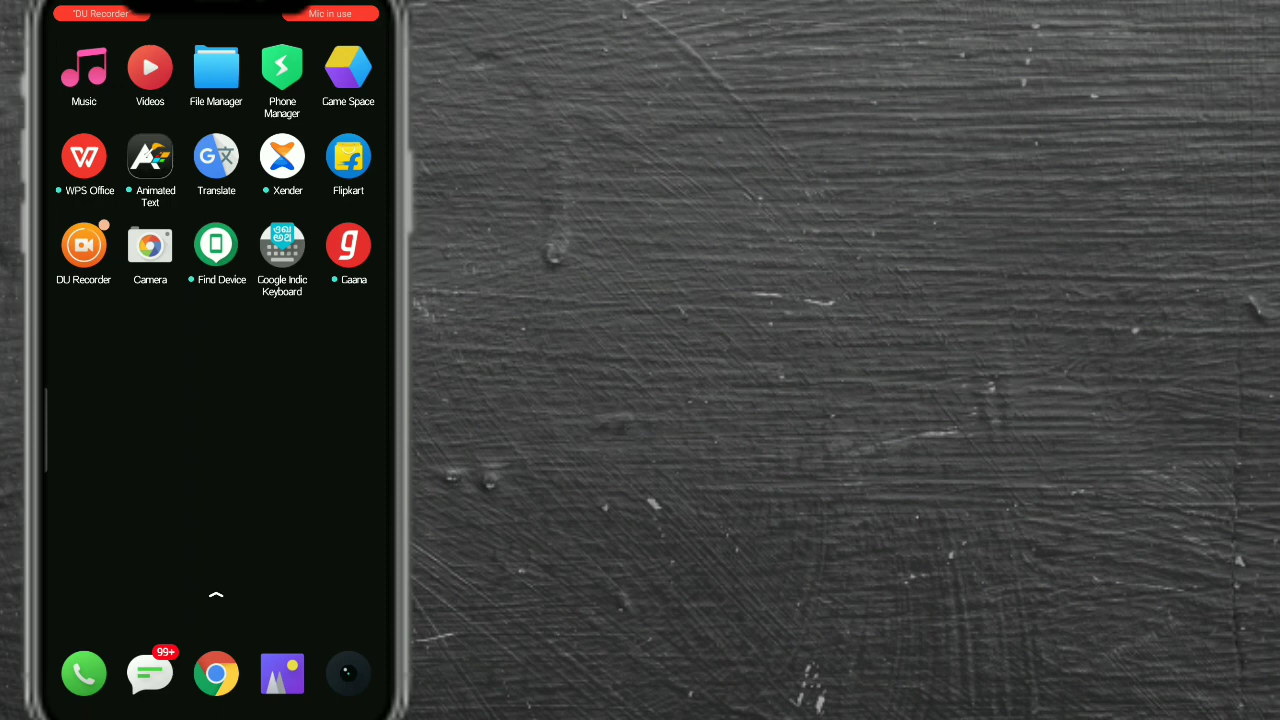 "DU Recorder" Mic in use
Music Videos File Manager Phone Manager Game Space
WPS Office Animated Text Translate Xender Flipkart
DU Recorder Camera Find Device Google Indic Keyboard Gaana
99+